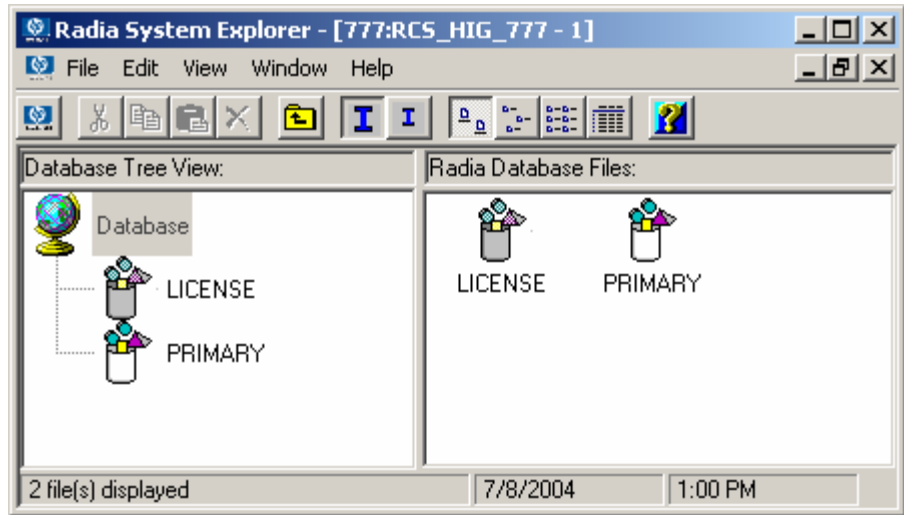 Radia System Explorer - [777:RCS_HIG_777 - 1]
File Edit View Window Help
Database Tree View:
Radia Database Files:
Database
LICENSE
PRIMARY
LICENSE PRIMARY
2 file(s) displayed 7/8/2004 1:00 PM